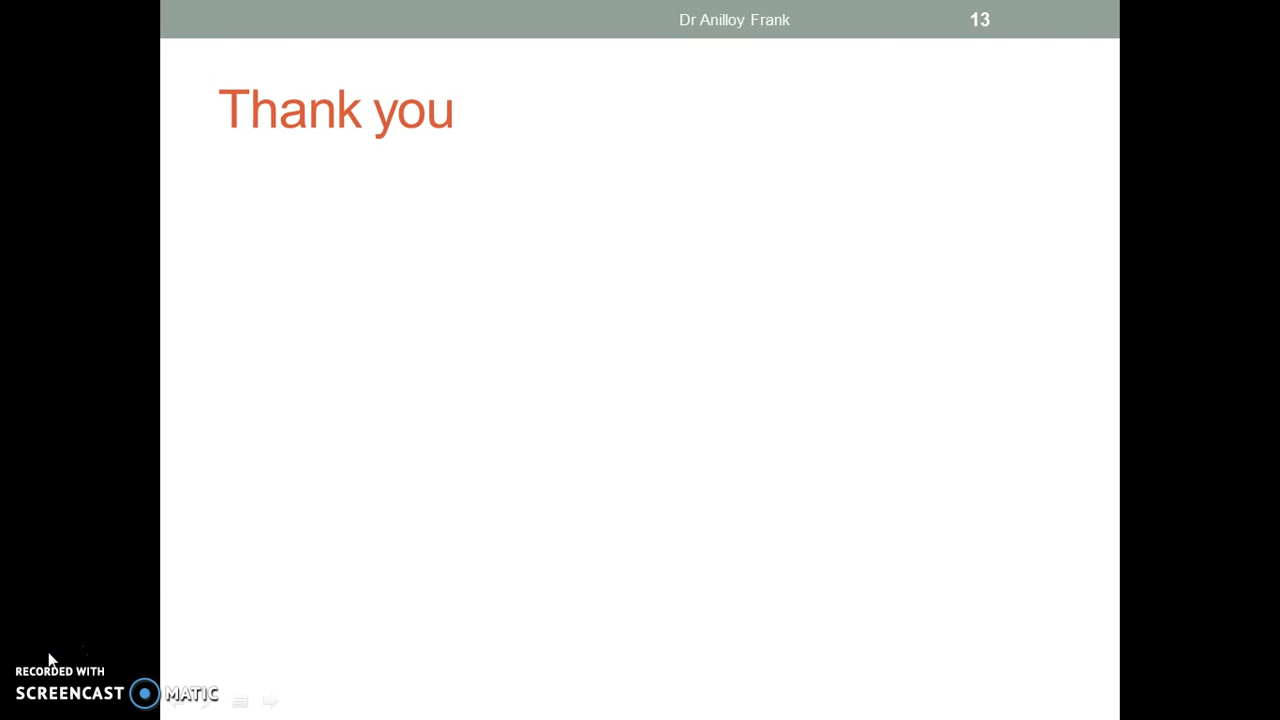 Dr Anilloy Frank
13
Thank you
RECORDED WITH
SCREENCAST MATIC